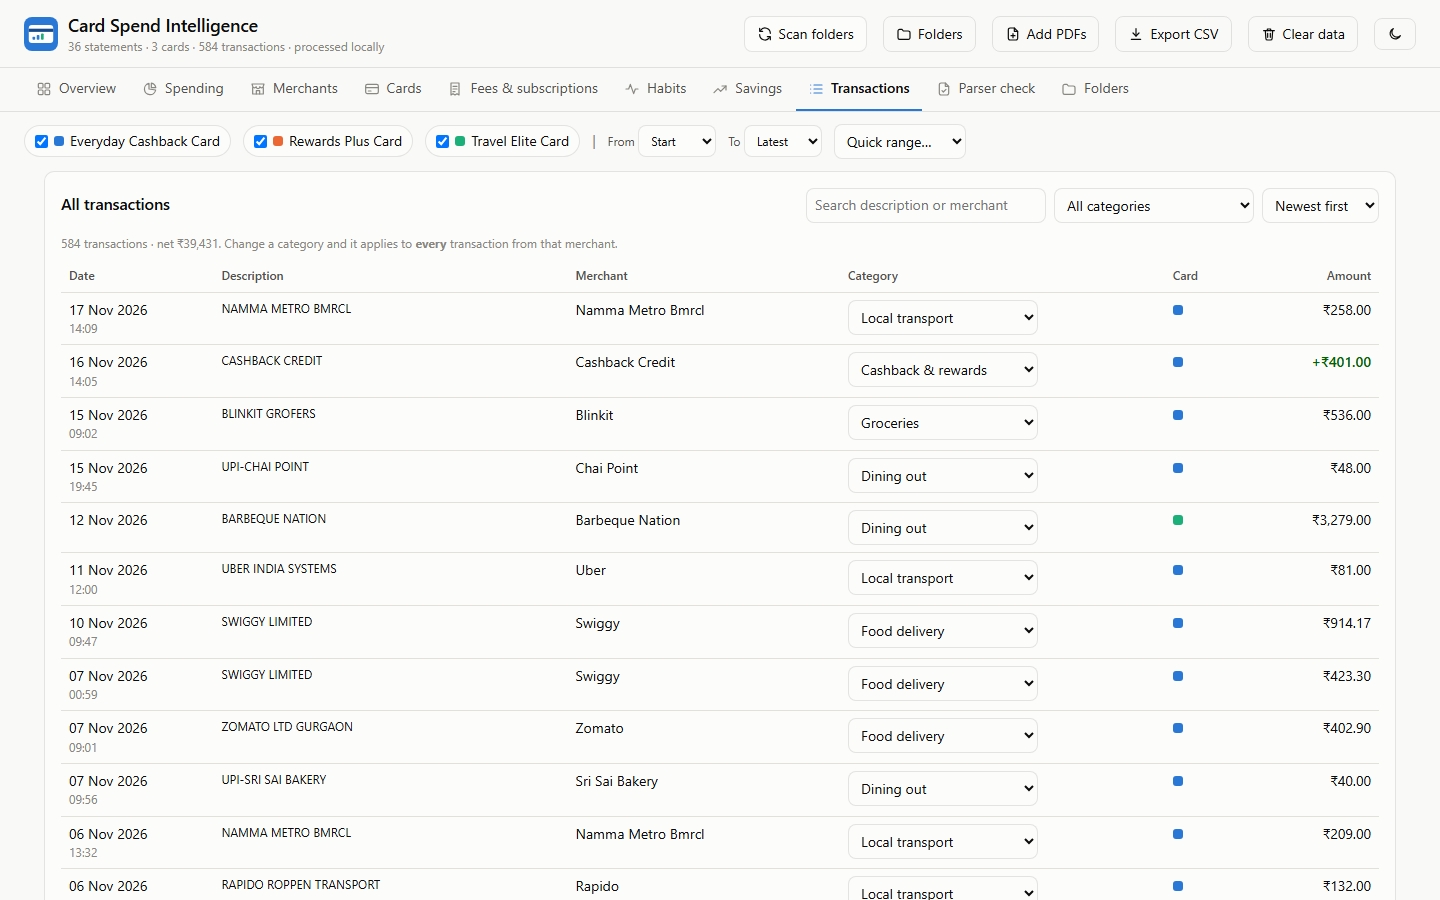 Card Spend Intelligence
36 statements · 3 cards · 584 transactions · processed locally
Scan folders
Folders
Add PDFs
Export CSV
Clear data
Overview
Spending
Merchants
Cards
Fees & subscriptions
Habits
Savings
Transactions
Parser check
Folders
Everyday Cashback Card
Rewards Plus Card
Travel Elite Card
From Start
To Latest
Quick range...
All transactions
Search description or merchant
All categories
Newest first
584 transactions · net ₹39,431. Change a category and it applies to every transaction from that merchant.
Date Description Merchant Category Card Amount
17 Nov 2026 NAMMA METRO BMRCL Namma Metro Bmrcl Local transport ₹258.00
14:09
16 Nov 2026 CASHBACK CREDIT Cashback Credit Cashback & rewards +₹401.00
14:05
15 Nov 2026 BLINKIT GROFERS Blinkit Groceries ₹536.00
09:02
15 Nov 2026 UPI-CHAI POINT Chai Point Dining out ₹48.00
19:45
12 Nov 2026 BARBEQUE NATION Barbeque Nation Dining out ₹3,279.00
11 Nov 2026 UBER INDIA SYSTEMS Uber Local transport ₹81.00
12:00
10 Nov 2026 SWIGGY LIMITED Swiggy Food delivery ₹914.17
09:47
07 Nov 2026 SWIGGY LIMITED Swiggy Food delivery ₹423.30
00:59
07 Nov 2026 ZOMATO LTD GURGAON Zomato Food delivery ₹402.90
09:01
07 Nov 2026 UPI-SRI SAI BAKERY Sri Sai Bakery Dining out ₹40.00
09:56
06 Nov 2026 NAMMA METRO BMRCL Namma Metro Bmrcl Local transport ₹209.00
13:32
06 Nov 2026 RAPIDO ROPPEN TRANSPORT Rapido Local transport ₹132.00